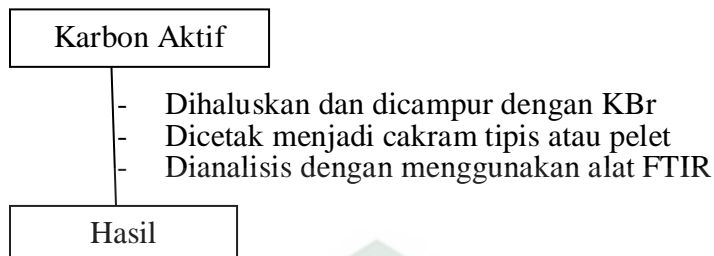 Karbon Aktif
- Dihaluskan dan dicampur dengan KBr
- Dicetak menjadi cakram tipis atau pelet
- Dianalisis dengan menggunakan alat FTIR
Hasil